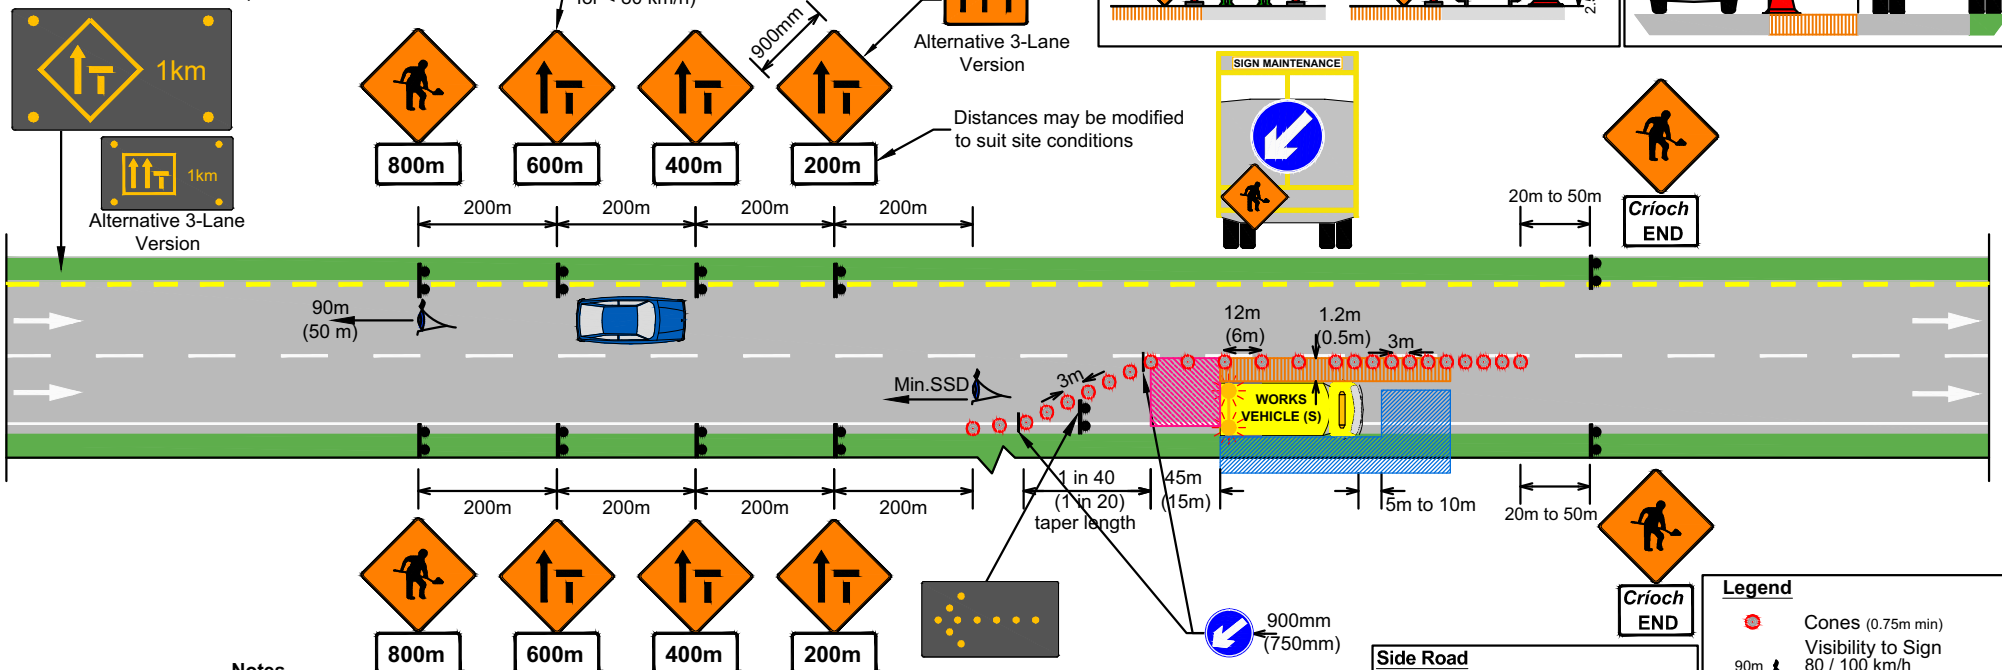 1km
1km
Alternative 3-Lane
Version
900mm
Alternative 3-Lane
Version
Distances may be modified
to suit site conditions
800m
600m
400m
200m
SIGN MAINTENANCE
Críoch
END
200m
200m
200m
200m
20m to 50m
90m
(50 m)
Min.SSD
3m
12m
(6m)
1.2m
(0.5m)
3m
WORKS
VEHICLE (S)
200m
200m
200m
200m
1 in 40
(1 in 20)
taper length
45m
(15m)
5m to 10m
20m to 50m
800m
600m
400m
200m
900mm
(750mm)
Críoch
END
Side Road
Legend
Cones (0.75m min)
Visibility to Sign
90m
80 / 100 km/h
Notes